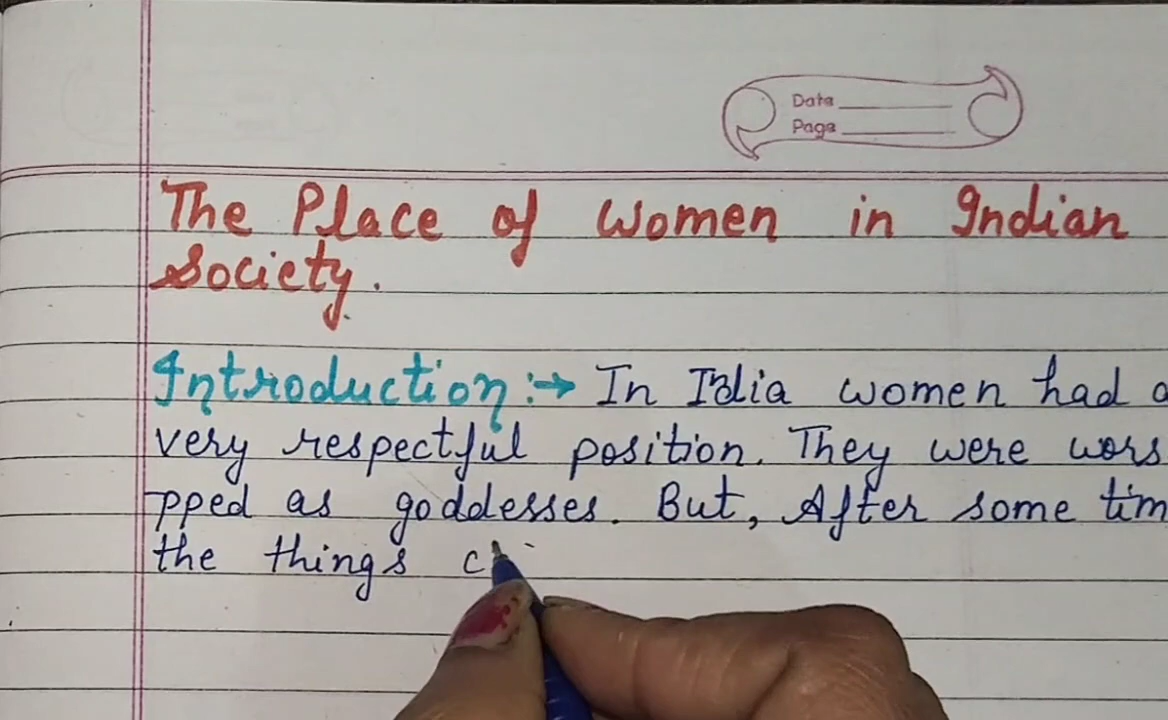 Date
Page
The Place of women in Indian
Society.
Introduction :→ In Idia women had a
very respectful position. They were wors
-pped as goddesses. But, After some tim
the things c